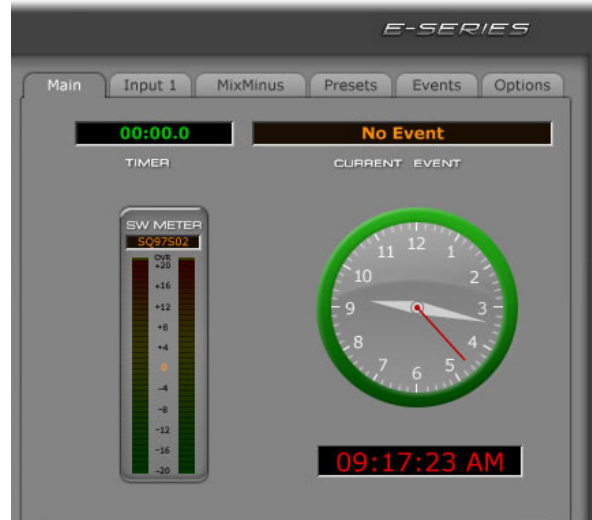 E-SERIES
Main Input 1 MixMinus Presets Events Options
00:00.0 No Event
TIMER CURRENT EVENT
SW METER
SQ97S02
OVR
+20
+16
+12
+8
+4
0
-4
-8
-12
-16
-20
12
11 1
10 2
9 3
8 4
7 5
6
09:17:23 AM